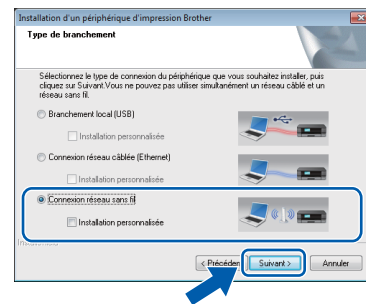 Installation d'un périphérique d'impression Brother
Type de branchement
Sélectionnez le type de connexion du périphérique que vous souhaitez installer, puis
cliquez sur Suivant.Vous ne pouvez pas utiliser simultanément un réseau câblé et un
réseau sans fil.
Branchement local (USB)
Installation personnalisée
Connexion réseau câblée (Ethernet)
Installation personnalisée
Connexion réseau sans fil
Installation personnalisée
< Précéden
Suivant >
Annuler